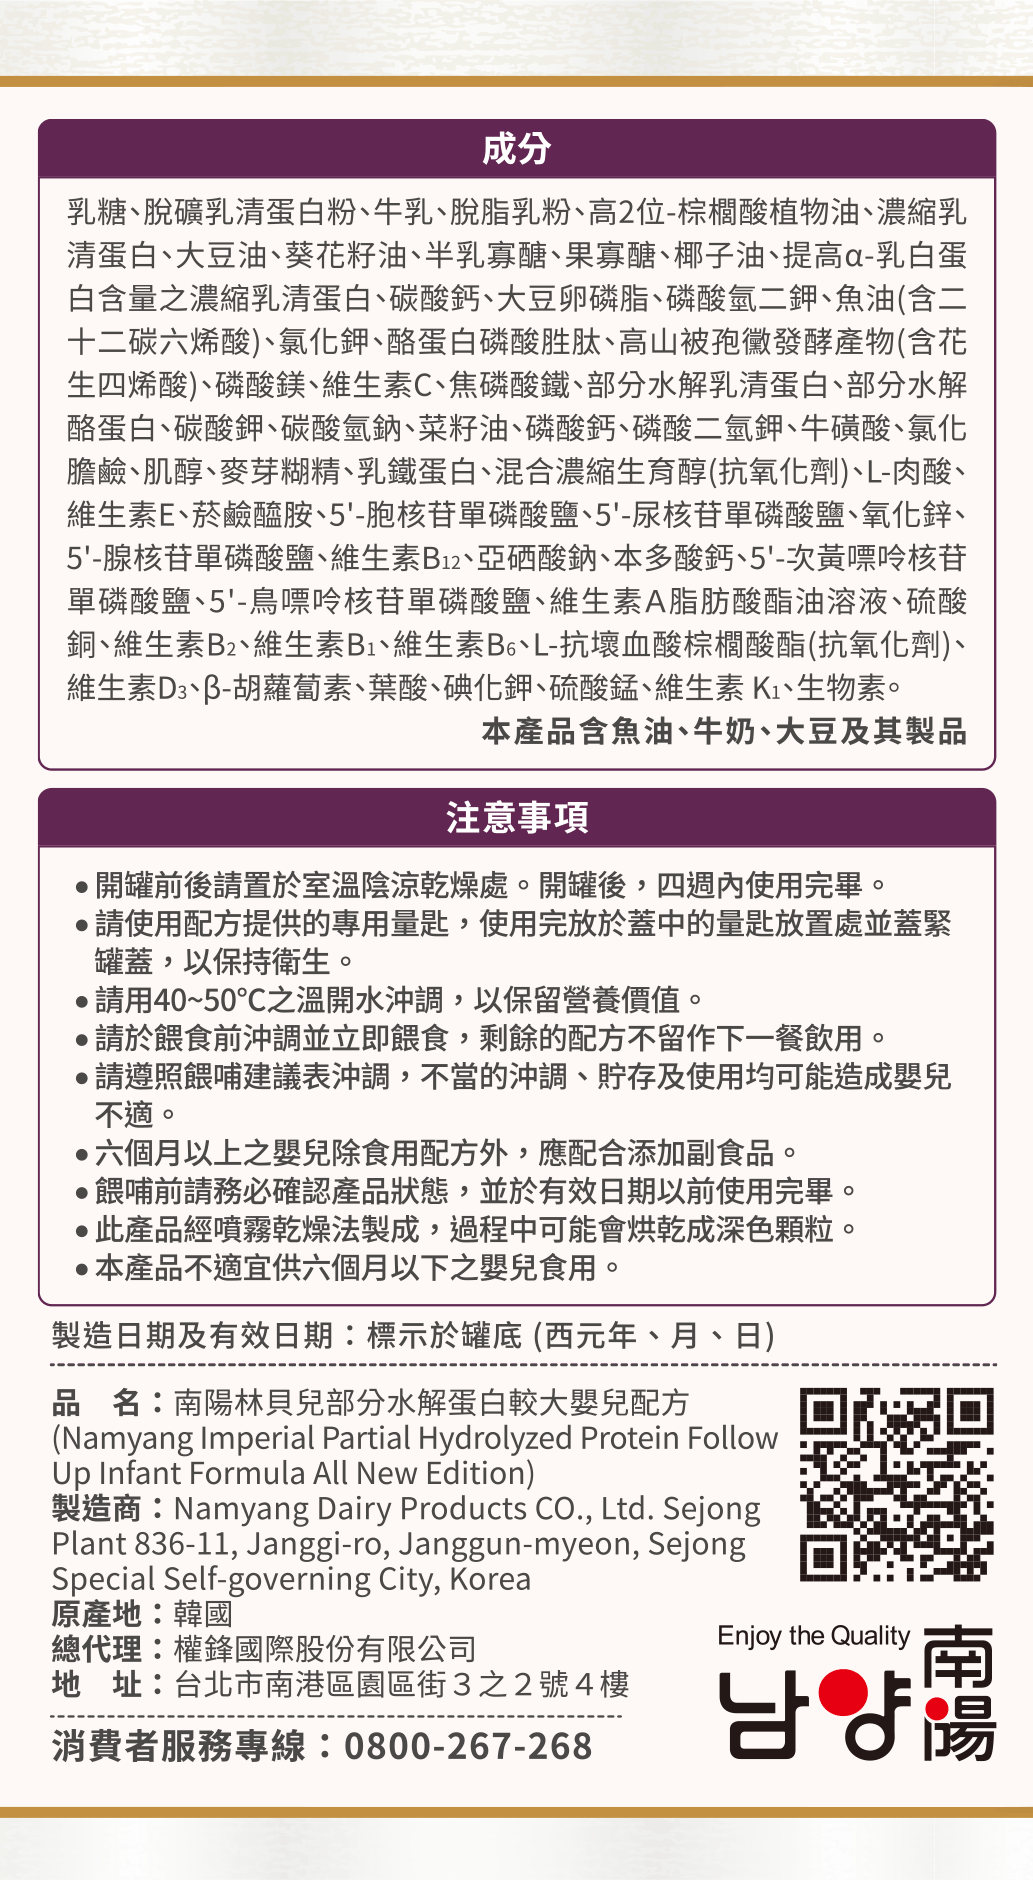 成分
乳糖、脫礦乳清蛋白粉、牛乳、脫脂乳粉、高2位-棕櫚酸植物油、濃縮乳
清蛋白、大豆油、葵花籽油、半乳寡醣、果寡醣、椰子油、提高α-乳白蛋
白含量之濃縮乳清蛋白、碳酸鈣、大豆卵磷脂、磷酸氫二鉀、魚油(含二
十二碳六烯酸)、氯化鉀、酪蛋白磷酸胜肽、高山被孢黴發酵產物(含花
生四烯酸)、磷酸鎂、維生素C、焦磷酸鐵、部分水解乳清蛋白、部分水解
酪蛋白、碳酸鉀、碳酸氫鈉、菜籽油、磷酸鈣、磷酸二氫鉀、牛磺酸、氯化
膽鹼、肌醇、麥芽糊精、乳鐵蛋白、混合濃縮生育醇(抗氧化劑)、L-肉酸、
維生素E、菸鹼醯胺、5'-胞核苷單磷酸鹽、5'-尿核苷單磷酸鹽、氧化鋅、
5'-腺核苷單磷酸鹽、維生素B12、亞硒酸鈉、本多酸鈣、5'-次黃嘌呤核苷
單磷酸鹽、5'-鳥嘌呤核苷單磷酸鹽、維生素A脂肪酸酯油溶液、硫酸
銅、維生素B2、維生素B1、維生素B6、L-抗壞血酸棕櫚酸酯(抗氧化劑)、
維生素D3、β-胡蘿蔔素、葉酸、碘化鉀、硫酸錳、維生素 K1、生物素。
本產品含魚油、牛奶、大豆及其製品
注意事項
●開罐前後請置於室溫陰涼乾燥處。開罐後，四週內使用完畢。
●請使用配方提供的專用量匙，使用完放於蓋中的量匙放置處並蓋緊
罐蓋，以保持衛生。
●請用40~50℃之溫開水沖調，以保留營養價值。
●請於餵食前沖調並立即餵食，剩餘的配方不留作下一餐飲用。
●請遵照餵哺建議表沖調，不當的沖調、貯存及使用均可能造成嬰兒
不適。
●六個月以上之嬰兒除食用配方外，應配合添加副食品。
●餵哺前請務必確認產品狀態，並於有效日期以前使用完畢。
●此產品經噴霧乾燥法製成，過程中可能會烘乾成深色顆粒。
●本產品不適宜供六個月以下之嬰兒食用。
製造日期及有效日期：標示於罐底 (西元年、月、日)
品　名：南陽林貝兒部分水解蛋白較大嬰兒配方
(Namyang Imperial Partial Hydrolyzed Protein Follow
Up Infant Formula All New Edition)
製造商：Namyang Dairy Products CO., Ltd. Sejong
Plant 836-11, Janggi-ro, Janggun-myeon, Sejong
Special Self-governing City, Korea
原產地：韓國
總代理：權鋒國際股份有限公司
地　址：台北市南港區園區街３之２號４樓
消費者服務專線：0800-267-268
Enjoy the Quality
남양
南陽